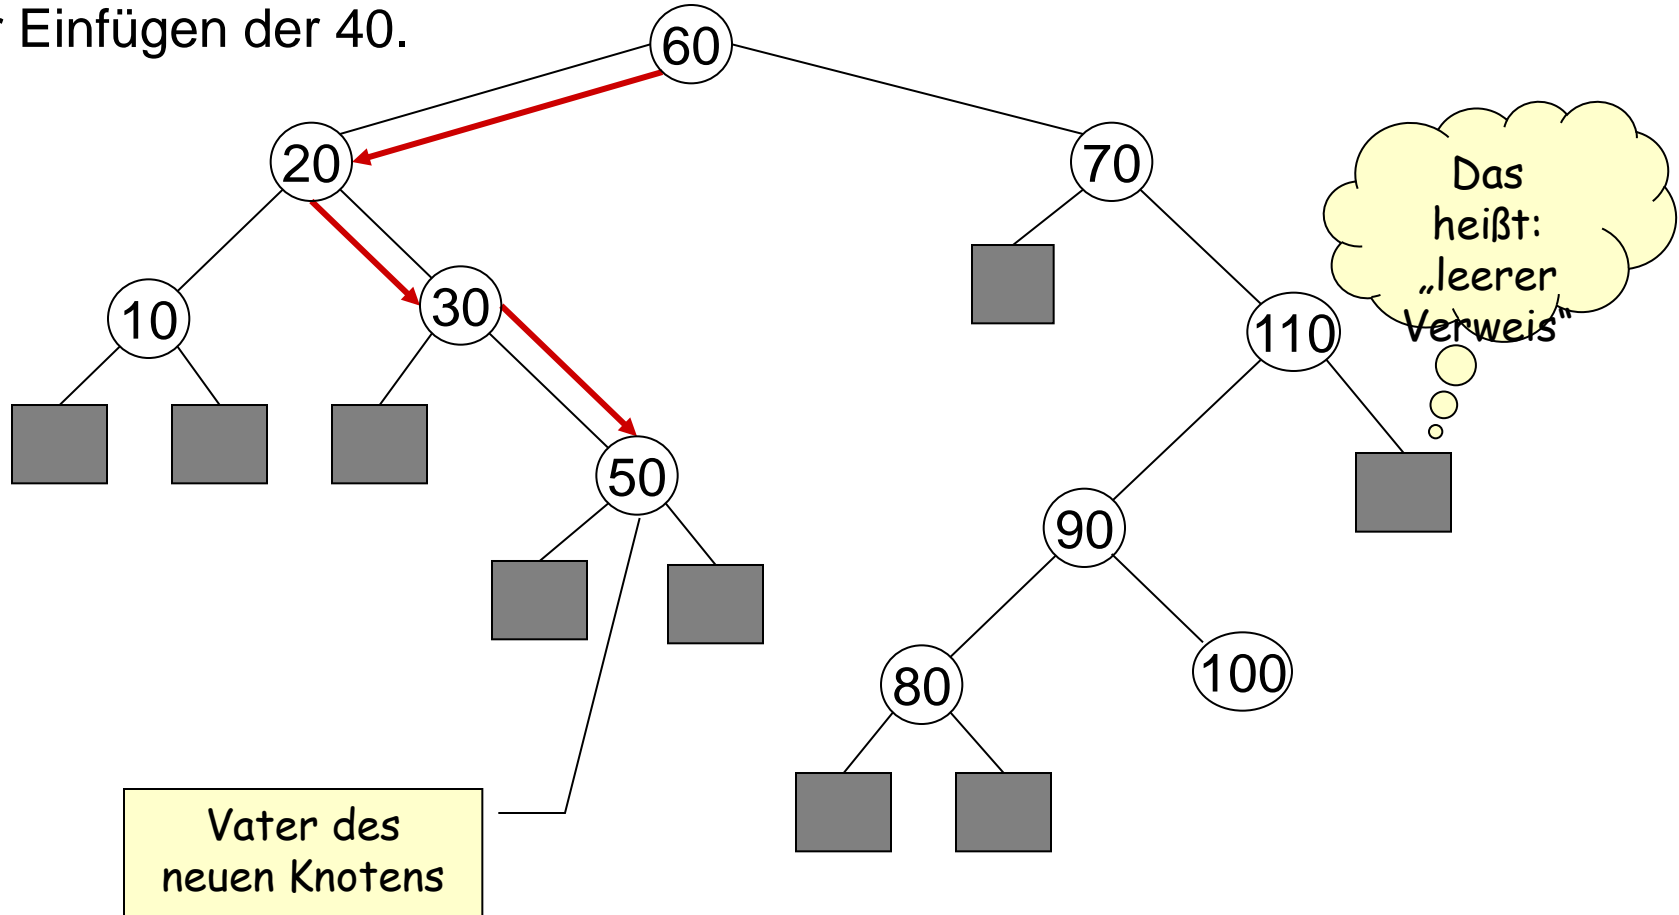 r Einfügen der 40.
60
20
70
Das
heißt:
„leerer
Verweis"
10
30
110
50
90
80
100
Vater des
neuen Knotens